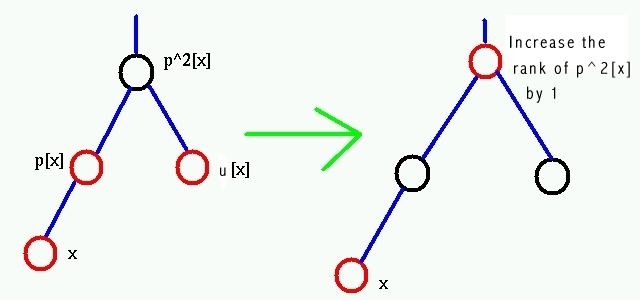 p^2[x]
p[x]
u [x]
x
Increase the
rank of p^2[x]
by 1
x